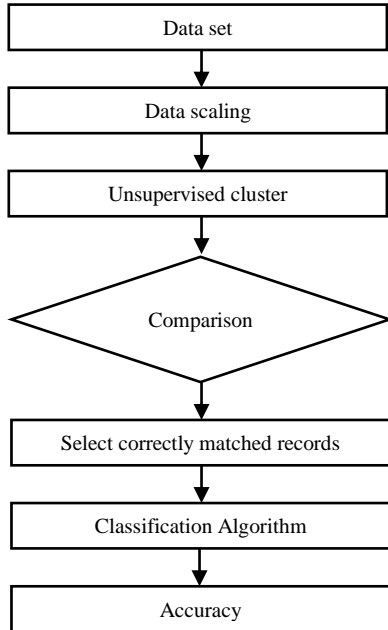 Data set
Data scaling
Unsupervised cluster
Comparison
Select correctly matched records
Classification Algorithm
Accuracy